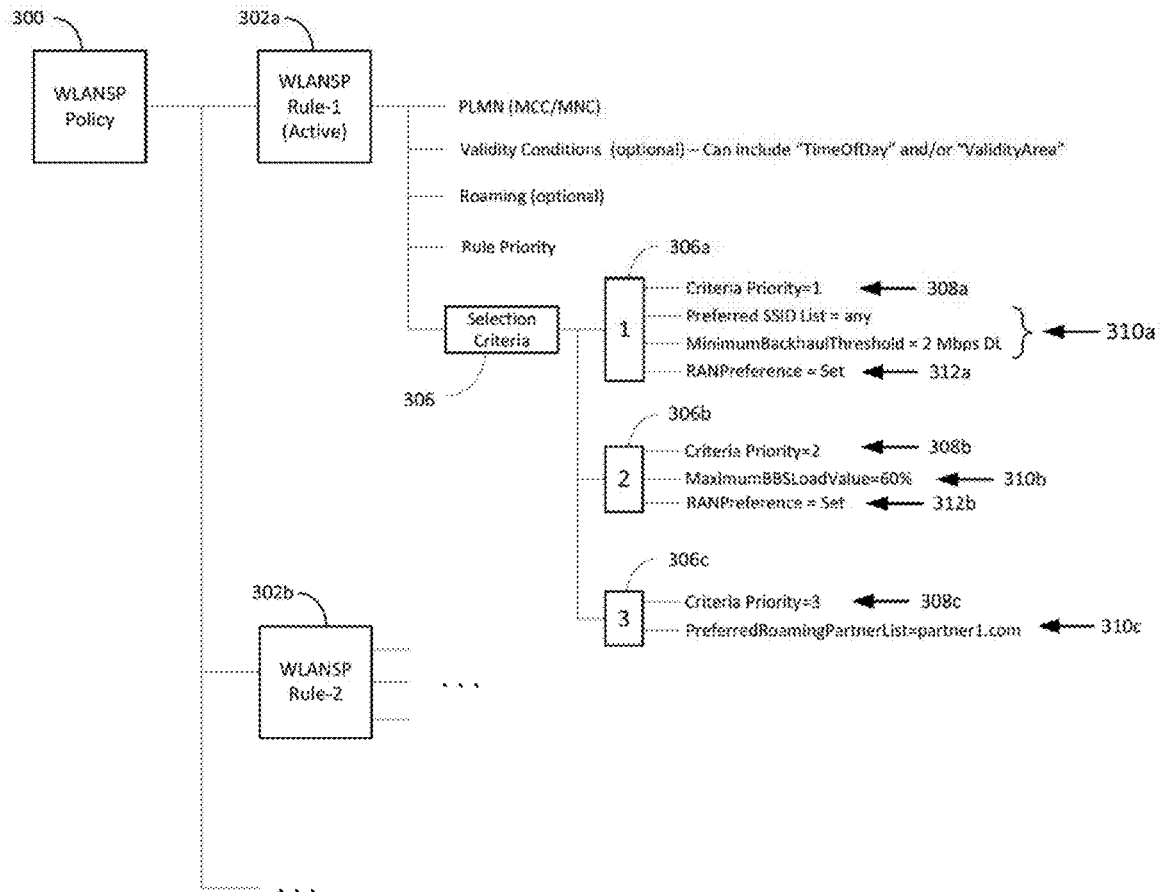 300
302a
WLANSP
Policy
WLANSP
Rule-1
(Active)
PLMN (MCC/MNC)
Validity Conditions (optional) – Can include "TimeOfDay" and/or "ValidityArea"
Roaming (optional)
Rule Priority
Selection
Criteria
306
306a
1
Criteria Priority=1
308a
Preferred SSID List = any
MinimumBackhaulThreshold = 2 Mbps DL
310a
RANPreference = Set
312a
306b
2
Criteria Priority=2
308b
MaximumBBSLoadValue=60%
310b
RANPreference = Set
312b
306c
3
Criteria Priority=3
308c
PreferredRoamingPartnerList=partner1.com
310c
302b
WLANSP
Rule-2
. . .
. . .